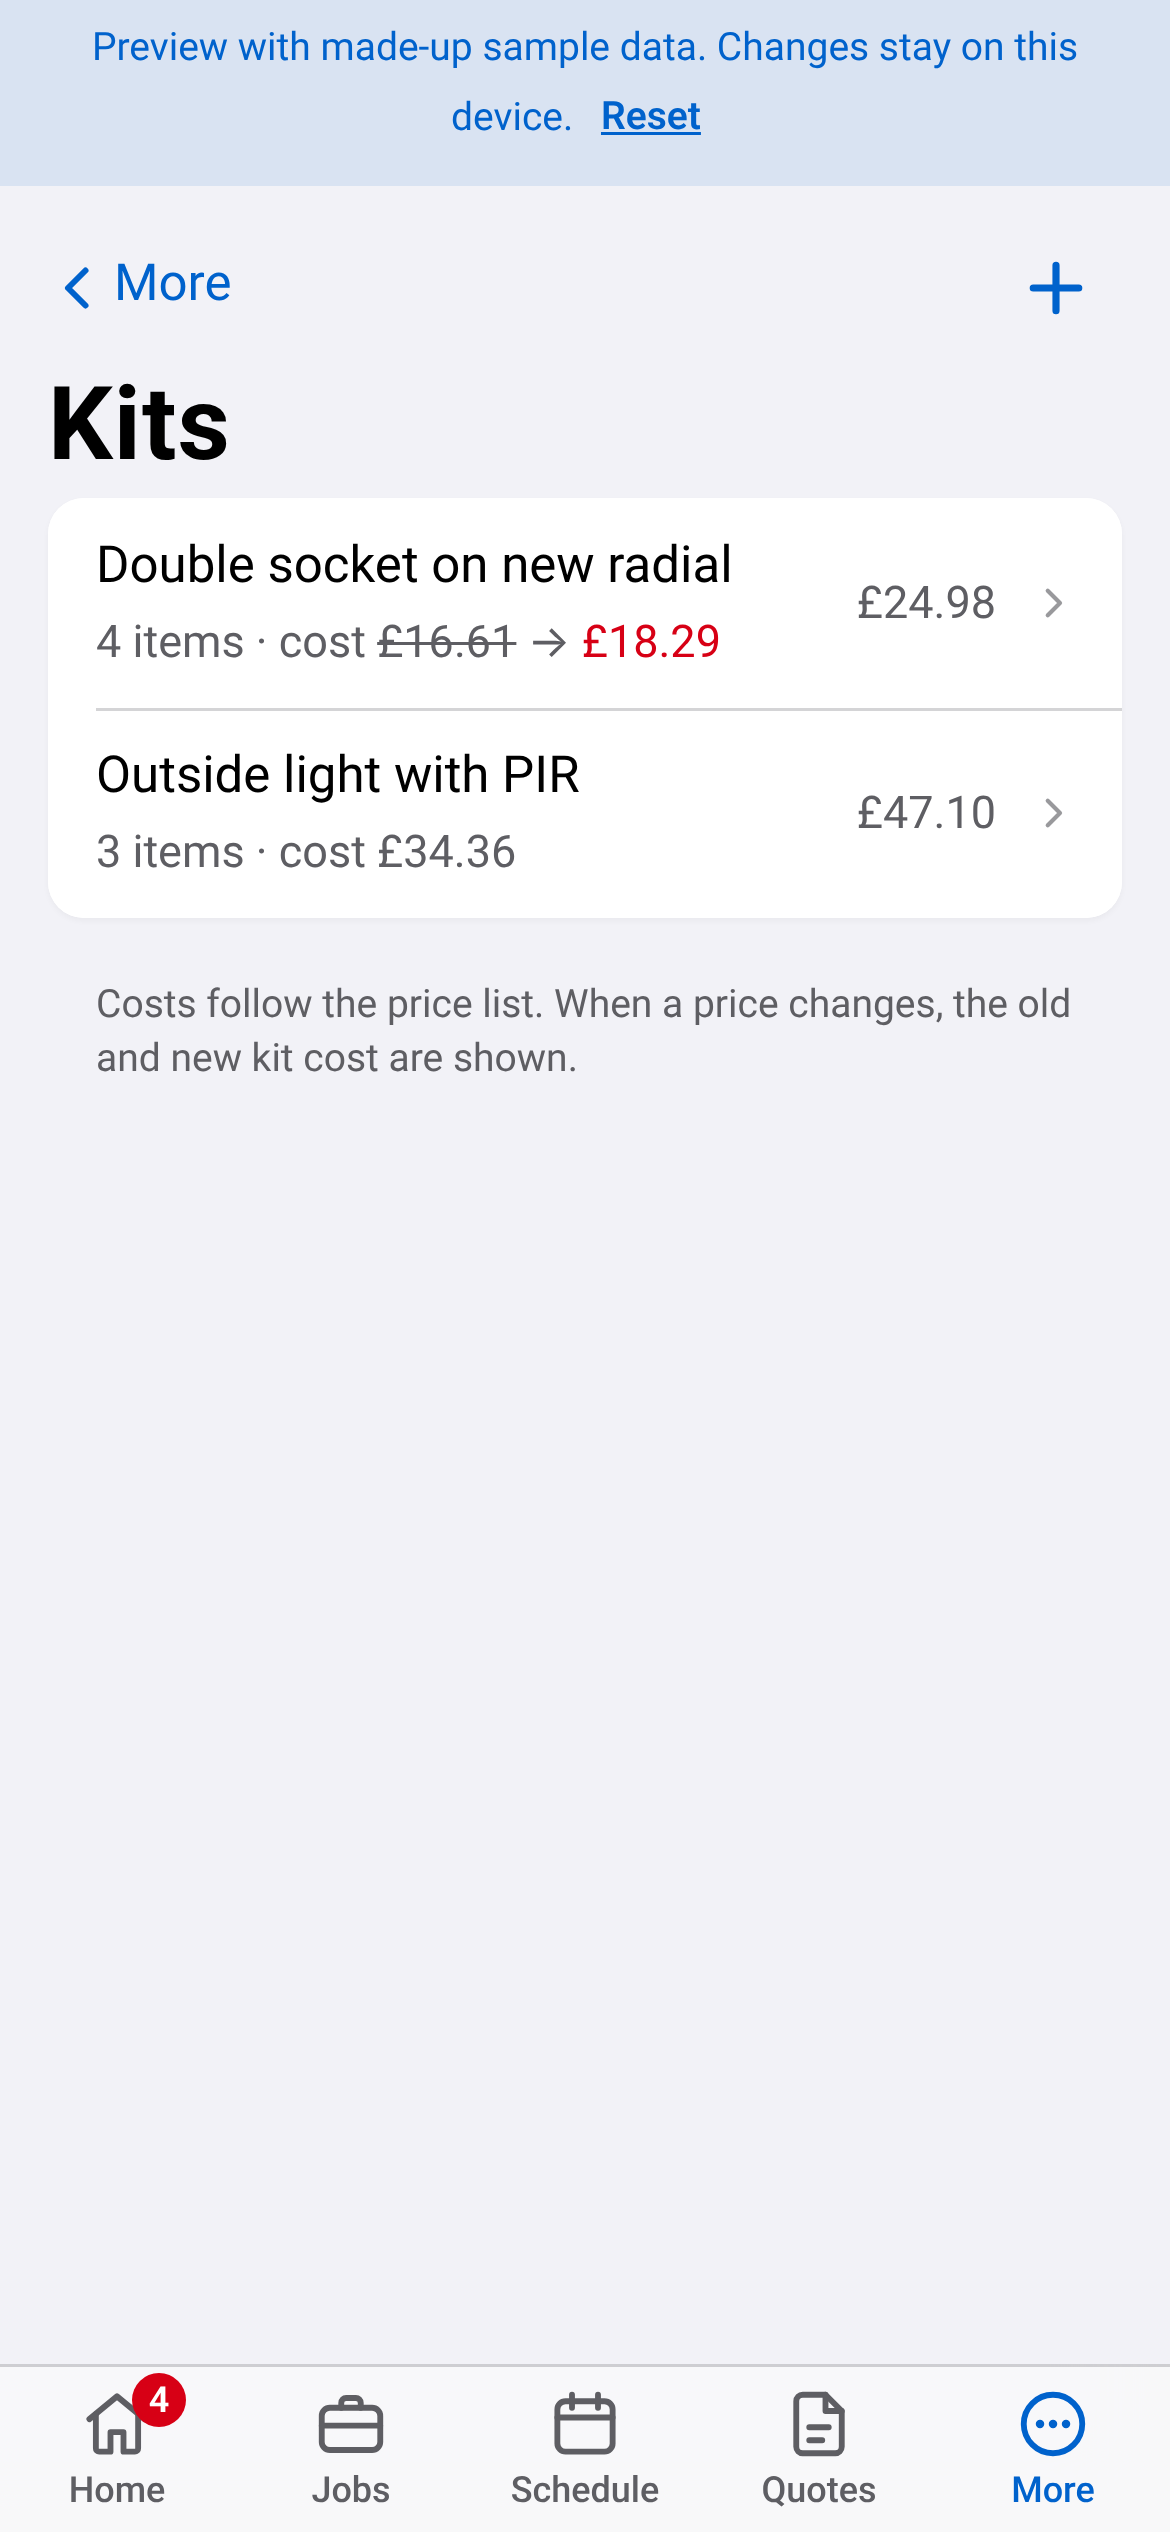 Preview with made-up sample data. Changes stay on this
device. Reset
More
Kits
Double socket on new radial
4 items · cost £16.61 → £18.29
£24.98
Outside light with PIR
3 items · cost £34.36
£47.10
Costs follow the price list. When a price changes, the old
and new kit cost are shown.
4
Home
Jobs
Schedule
Quotes
More